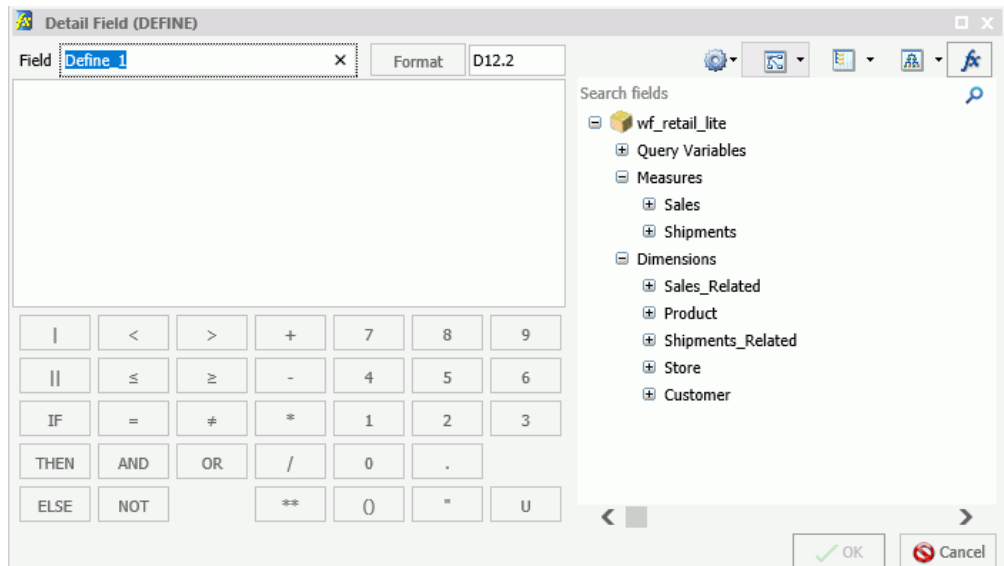 Detail Field (DEFINE)
Field Define_1 × Format D12.2
fx
Search fields
wf_retail_lite
Query Variables
Measures
Sales
Shipments
Dimensions
Sales_Related
Product
Shipments_Related
Store
Customer
| < > + 7 8 9
|| ≤ ≥ - 4 5 6
IF = ≠ * 1 2 3
THEN AND OR / 0 .
ELSE NOT ** () " U
OK Cancel